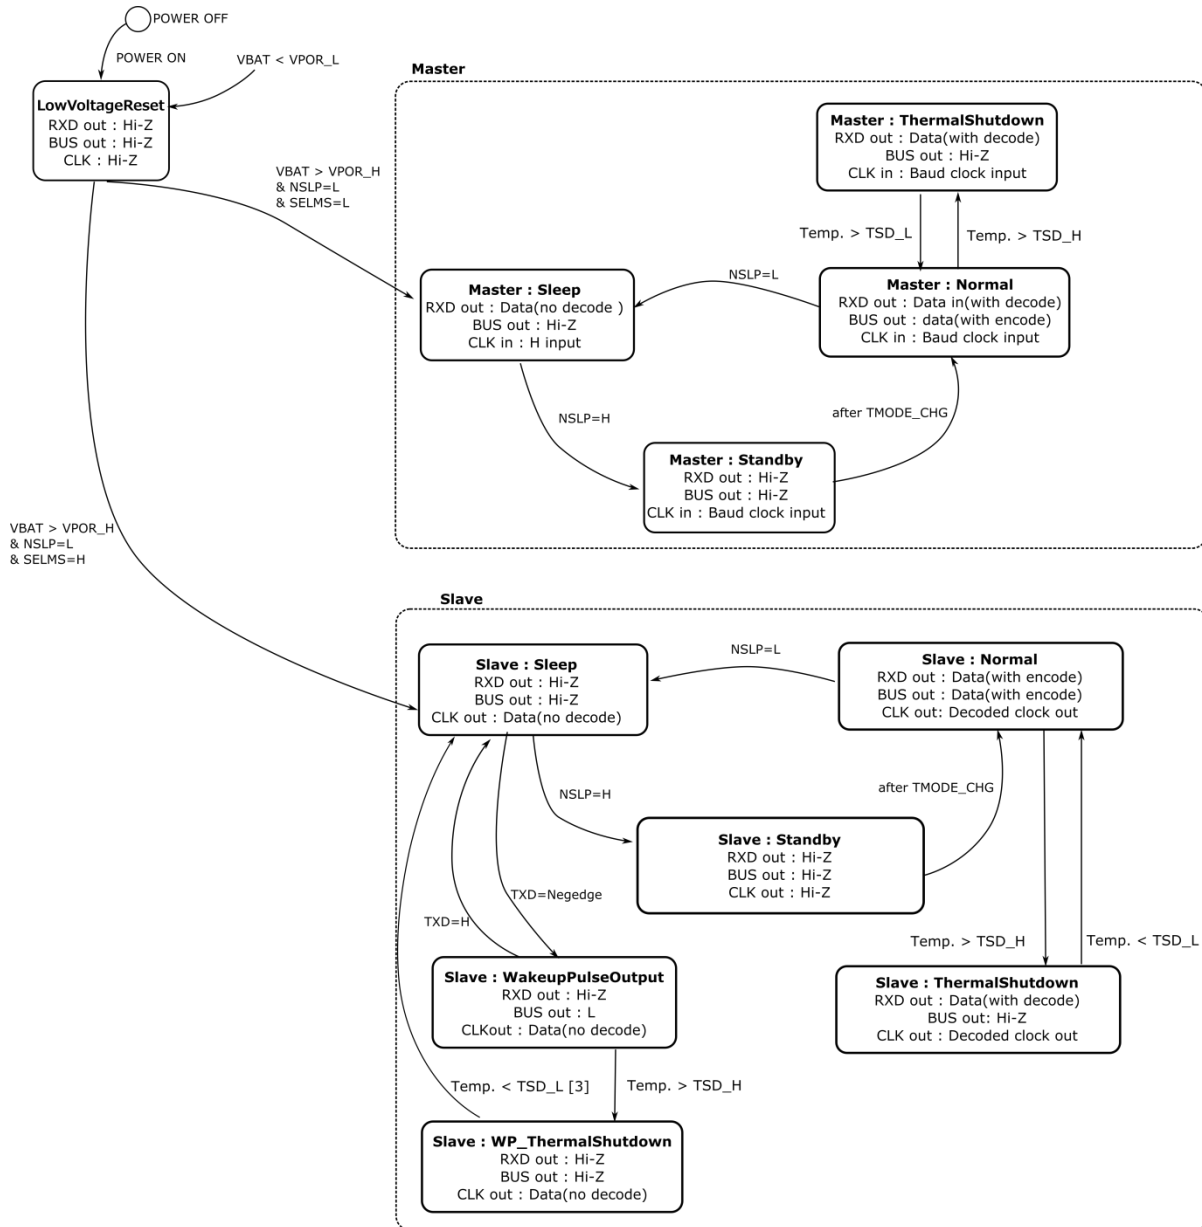 POWER OFF
POWER ON
VBAT < VPOR_L
LowVoltageReset
RXD out : Hi-Z
BUS out : Hi-Z
CLK : Hi-Z
VBAT > VPOR_H
& NSLP=L
& SELMS=L
Master
Master : ThermalShutdown
RXD out : Data(with decode)
BUS out : Hi-Z
CLK in : Baud clock input
Temp. > TSD_L
Temp. > TSD_H
Master : Sleep
RXD out : Data(no decode )
BUS out : Hi-Z
CLK in : H input
NSLP=L
Master : Normal
RXD out : Data in(with decode)
BUS out : data(with encode)
CLK in : Baud clock input
NSLP=H
after TMODE_CHG
Master : Standby
RXD out : Hi-Z
BUS out : Hi-Z
CLK in : Baud clock input
VBAT > VPOR_H
& NSLP=L
& SELMS=H
Slave
Slave : Sleep
RXD out : Hi-Z
BUS out : Hi-Z
CLK out : Data(no decode)
NSLP=L
Slave : Normal
RXD out : Data(with encode)
BUS out : Data(with encode)
CLK out: Decoded clock out
NSLP=H
after TMODE_CHG
Slave : Standby
RXD out : Hi-Z
BUS out : Hi-Z
CLK out : Hi-Z
TXD=H
TXD=Negedge
Temp. > TSD_H
Temp. < TSD_L
Slave : WakeupPulseOutput
RXD out : Hi-Z
BUS out : L
CLKout : Data(no decode)
Slave : ThermalShutdown
RXD out : Data(with decode)
BUS out: Hi-Z
CLK out : Decoded clock out
Temp. < TSD_L [3]
Temp. > TSD_H
Slave : WP_ThermalShutdown
RXD out : Hi-Z
BUS out : Hi-Z
CLK out : Data(no decode)